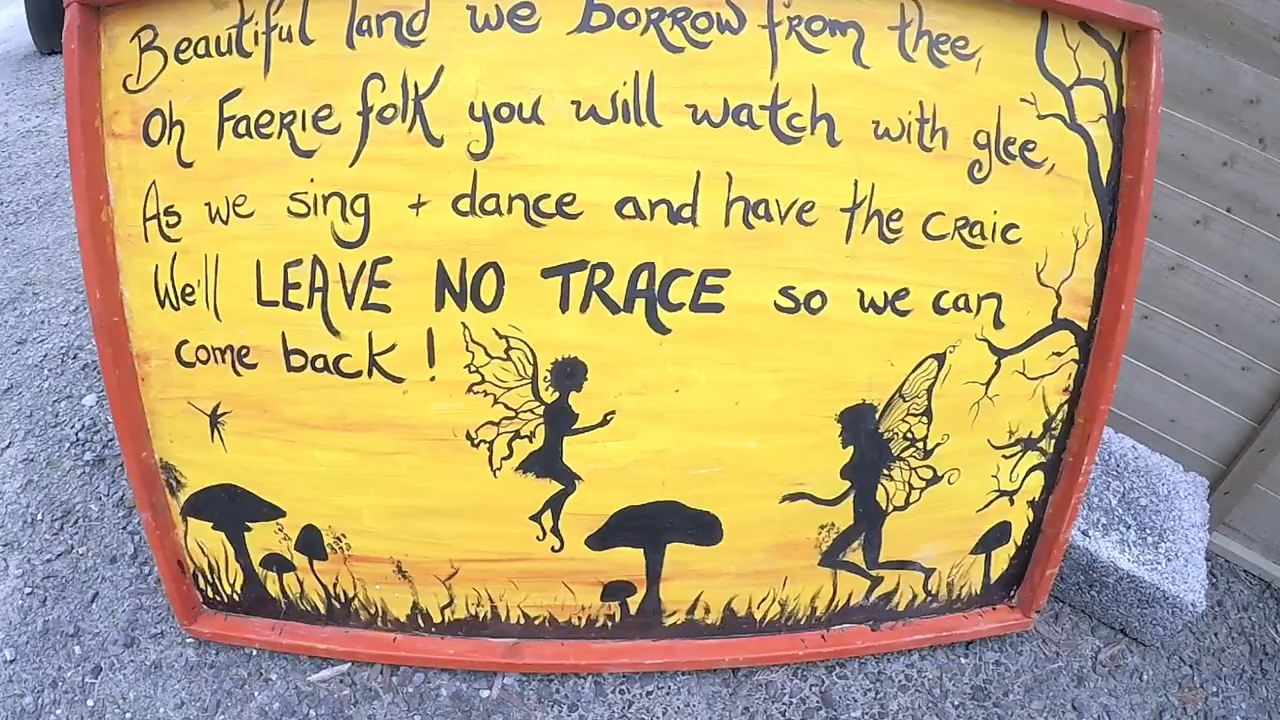 Beautiful land we BORROW from thee,
Oh Faerie folk you will watch with glee,
As we sing + dance and have the craic
We'll LEAVE NO TRACE so we can
come back!